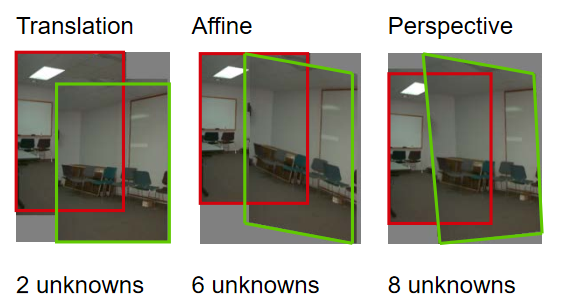 Translation
Affine
Perspective
2 unknowns
6 unknowns
8 unknowns